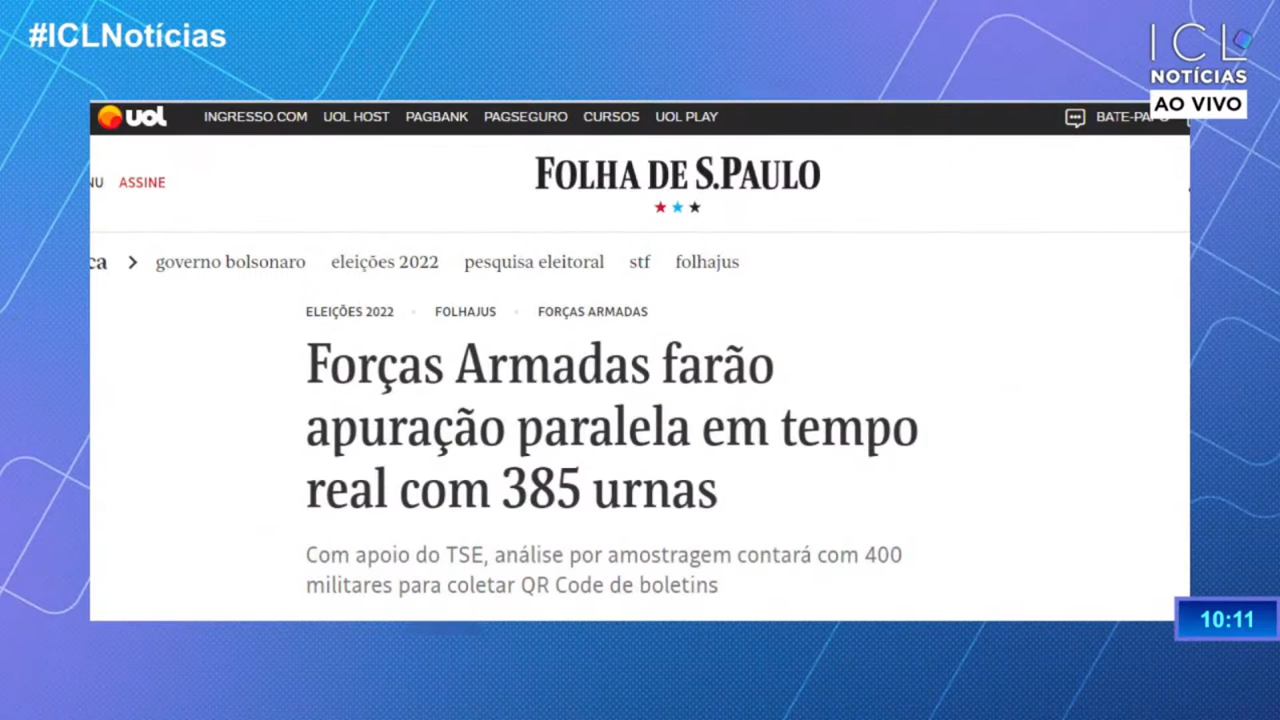 #ICLNotícias
ICL
NOTÍCIAS
AO VIVO
uol INGRESSO.COM UOL HOST PAGBANK PAGSEGURO CURSOS UOL PLAY
ASSINE
FOLHA DE S.PAULO
governo bolsonaro eleições 2022 pesquisa eleitoral stf folhajus
ELEIÇÕES 2022 FOLHAJUS FORÇAS ARMADAS
Forças Armadas farão
apuração paralela em tempo
real com 385 urnas
Com apoio do TSE, análise por amostragem contará com 400
militares para coletar QR Code de boletins
10:11